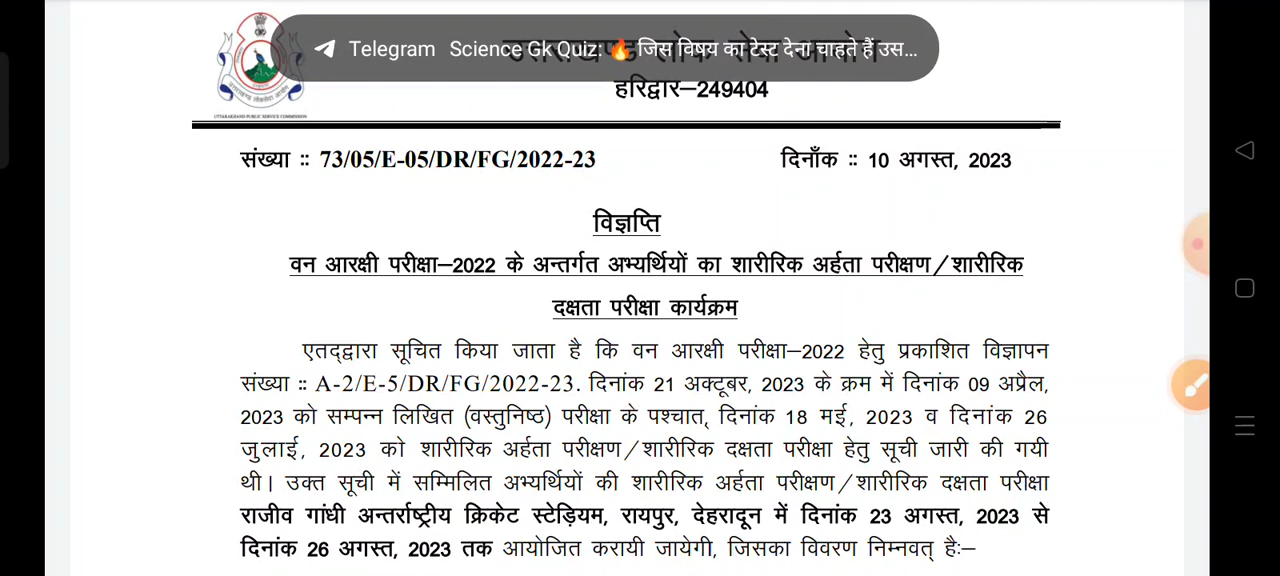 Telegram Science Gk Quiz: 🔥 जिस विषय का टेस्ट देना चाहते हैं उस...
हरिद्वार–249404
UTTARAKHAND PUBLIC SERVICE COMMISSION
संख्या :: 73/05/E-05/DR/FG/2022-23 दिनाँक :: 10 अगस्त, 2023
विज्ञप्ति
वन आरक्षी परीक्षा–2022 के अन्तर्गत अभ्यर्थियों का शारीरिक अर्हता परीक्षण/शारीरिक
दक्षता परीक्षा कार्यक्रम
एतद्द्वारा सूचित किया जाता है कि वन आरक्षी परीक्षा–2022 हेतु प्रकाशित विज्ञापन
संख्या :: A-2/E-5/DR/FG/2022-23. दिनांक 21 अक्टूबर, 2023 के क्रम में दिनांक 09 अप्रैल,
2023 को सम्पन्न लिखित (वस्तुनिष्ठ) परीक्षा के पश्चात्, दिनांक 18 मई, 2023 व दिनांक 26
जुलाई, 2023 को शारीरिक अर्हता परीक्षण/शारीरिक दक्षता परीक्षा हेतु सूची जारी की गयी
थी। उक्त सूची में सम्मिलित अभ्यर्थियों की शारीरिक अर्हता परीक्षण/शारीरिक दक्षता परीक्षा
राजीव गांधी अन्तर्राष्ट्रीय क्रिकेट स्टेड़ियम, रायपुर, देहरादून में दिनांक 23 अगस्त, 2023 से
दिनांक 26 अगस्त, 2023 तक आयोजित करायी जायेगी, जिसका विवरण निम्नवत् हैः–